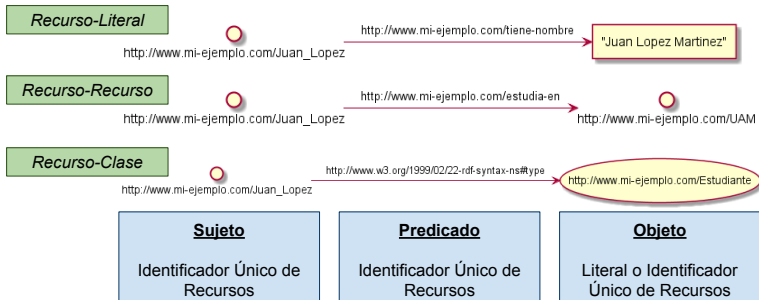 Recurso-Literal
http://www.mi-ejemplo.com/tiene-nombre
"Juan Lopez Martinez"
http://www.mi-ejemplo.com/Juan_Lopez
Recurso-Recurso
http://www.mi-ejemplo.com/estudia-en
http://www.mi-ejemplo.com/Juan_Lopez
http://www.mi-ejemplo.com/UAM
Recurso-Clase
http://www.w3.org/1999/02/22-rdf-syntax-ns#type
http://www.mi-ejemplo.com/Estudiante
http://www.mi-ejemplo.com/Juan_Lopez
Sujeto
Identificador Único de
Recursos
Predicado
Identificador Único de
Recursos
Objeto
Literal o Identificador
Único de Recursos